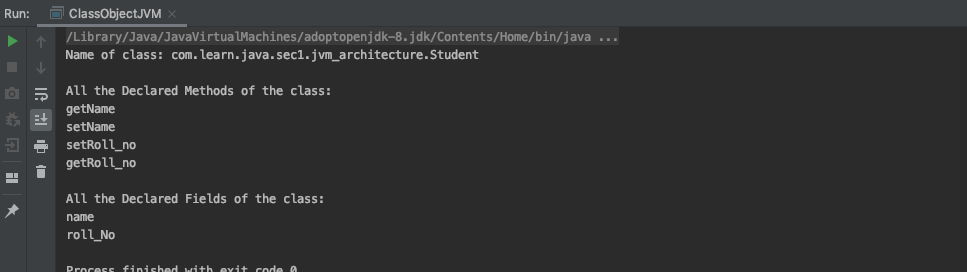 Run: ClassObjectJVM
/Library/Java/JavaVirtualMachines/adoptopenjdk-8.jdk/Contents/Home/bin/java ...
Name of class: com.learn.java.sec1.jvm_architecture.Student
All the Declared Methods of the class:
getName
setName
setRoll_no
getRoll_no
All the Declared Fields of the class:
name
roll_No
Process finished with exit code 0